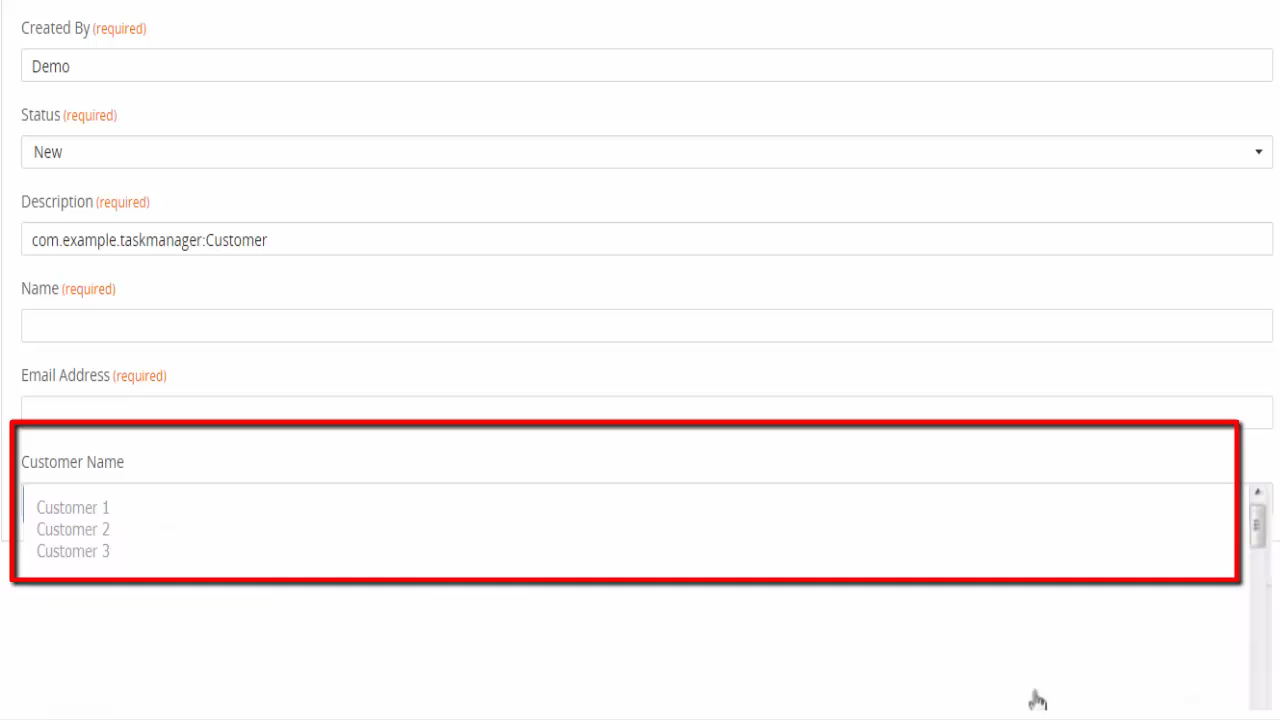 Created By (required)
Demo
Status (required)
New
Description (required)
com.example.taskmanager:Customer
Name (required)
Email Address (required)
Customer Name
Customer 1
Customer 2
Customer 3